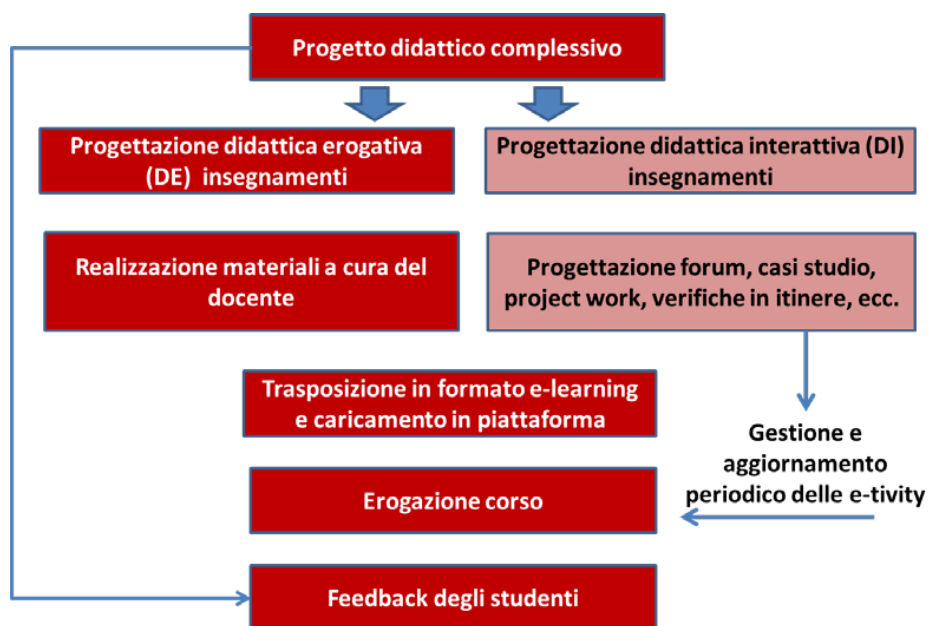 Progetto didattico complessivo
Progettazione didattica erogativa
(DE) insegnamenti
Progettazione didattica interattiva (DI)
insegnamenti
Realizzazione materiali a cura del
docente
Progettazione forum, casi studio,
project work, verifiche in itinere, ecc.
Trasposizione in formato e-learning
e caricamento in piattaforma
Gestione e
aggiornamento
periodico delle e-tivity
Erogazione corso
Feedback degli studenti